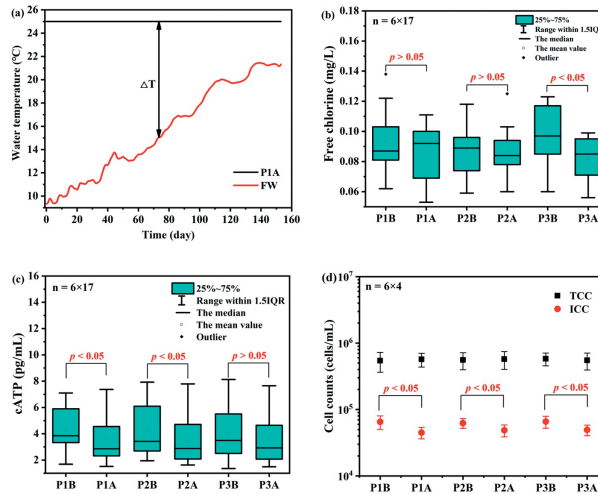 (a)
26
24
22
20
18
16
14
12
10
Water temperature (℃)
△T
P1A
FW
0 20 40 60 80 100 120 140 160
Time (day)
(b)
n = 6×17
25%~75%
Range within 1.5IQR
The median
The mean value
Outlier
0.18
0.16
0.14
0.12
0.10
0.08
0.06
Free chlorine (mg/L)
p > 0.05
p > 0.05
p < 0.05
P1B P1A P2B P2A P3B P3A
(c)
n = 6×17
25%~75%
Range within 1.5IQR
The median
The mean value
Outlier
16
14
12
10
8
6
4
2
cATP (pg/mL)
p < 0.05
p < 0.05
p > 0.05
P1B P1A P2B P2A P3B P3A
(d)
n = 6×4
TCC
ICC
10⁷
10⁶
10⁵
10⁴
Cell counts (cells/mL)
p < 0.05
p < 0.05
p < 0.05
P1B P1A P2B P2A P3B P3A